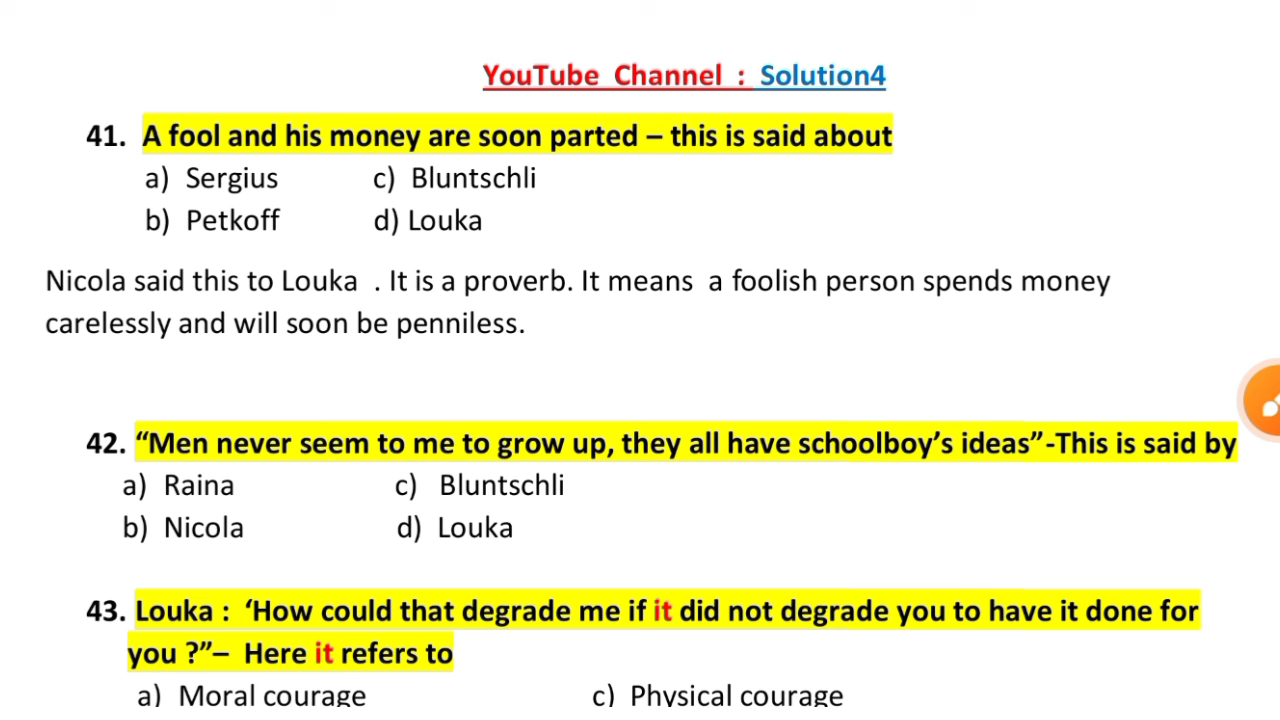 YouTube Channel : Solution4
41. A fool and his money are soon parted – this is said about
a) Sergius c) Bluntschli
b) Petkoff d) Louka
Nicola said this to Louka . It is a proverb. It means a foolish person spends money
carelessly and will soon be penniless.
42. “Men never seem to me to grow up, they all have schoolboy’s ideas”-This is said by
a) Raina c) Bluntschli
b) Nicola d) Louka
43. Louka : ‘How could that degrade me if it did not degrade you to have it done for
you ?”– Here it refers to
a) Moral courage c) Physical courage